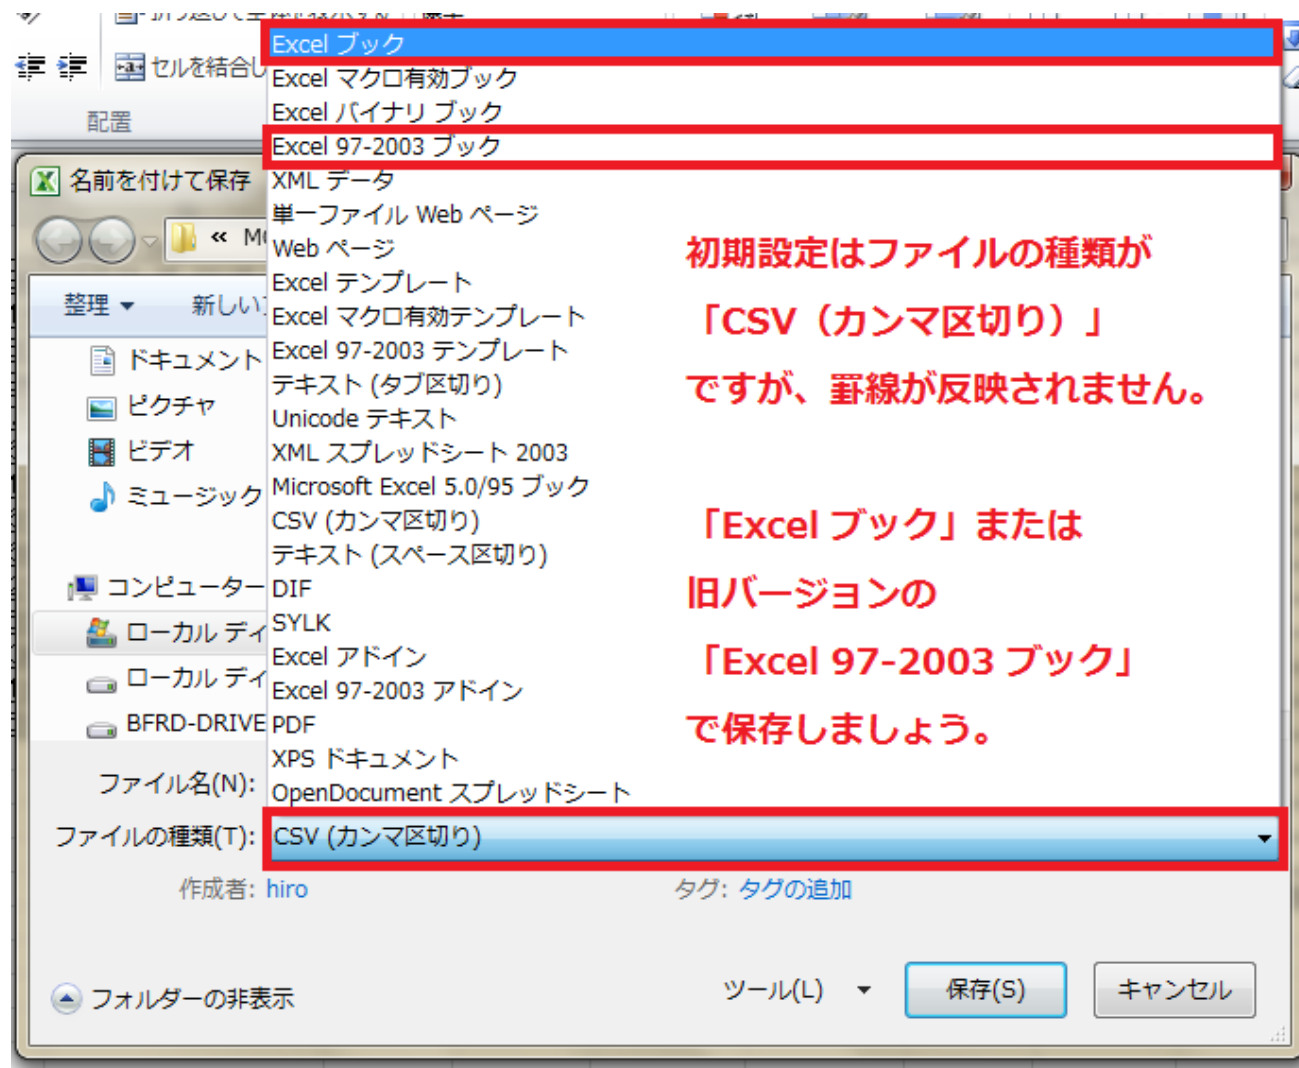 セルを結合し
配置
Excel ブック
Excel マクロ有効ブック
Excel バイナリ ブック
Excel 97-2003 ブック
XML データ
単一ファイル Web ページ
Web ページ
Excel テンプレート
Excel マクロ有効テンプレート
Excel 97-2003 テンプレート
テキスト (タブ区切り)
Unicode テキスト
XML スプレッドシート 2003
Microsoft Excel 5.0/95 ブック
CSV (カンマ区切り)
テキスト (スペース区切り)
DIF
SYLK
Excel アドイン
Excel 97-2003 アドイン
PDF
XPS ドキュメント
OpenDocument スプレッドシート
名前を付けて保存
« M
整理 新しい
ドキュメント
ピクチャ
ビデオ
ミュージック
コンピューター
ローカル ディ
ローカル ディ
BFRD-DRIVE
初期設定はファイルの種類が
「CSV（カンマ区切り）」
ですが、罫線が反映されません。
「Excel ブック」または
旧バージョンの
「Excel 97-2003 ブック」
で保存しましょう。
ファイル名(N):
ファイルの種類(T): CSV (カンマ区切り)
作成者: hiro タグ: タグの追加
フォルダーの非表示 ツール(L) 保存(S) キャンセル